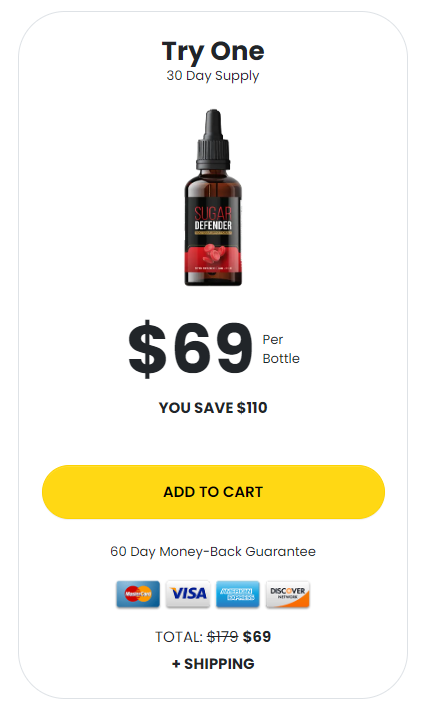 Try One
30 Day Supply
SUGAR
DEFENDER
$69 Per
Bottle
YOU SAVE $110
ADD TO CART
60 Day Money-Back Guarantee
MasterCard VISA AMERICAN EXPRESS DISCOVER NETWORK
TOTAL: $179 $69
+ SHIPPING